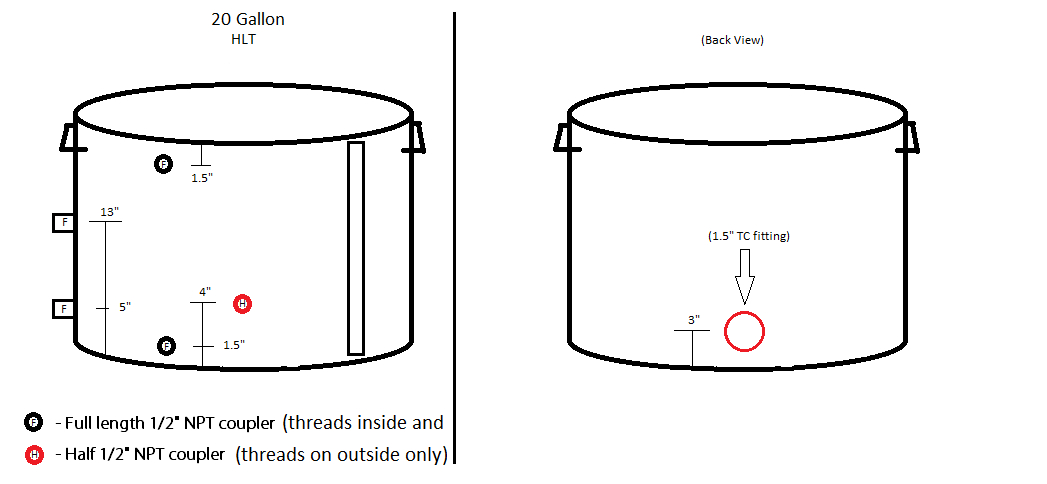 20 Gallon
HLT
(Back View)
F
1.5"
13"
F
(1.5" TC fitting)
4"
H
F
5"
3"
F
1.5"
F - Full length 1/2" NPT coupler (threads inside and
H - Half 1/2" NPT coupler (threads on outside only)